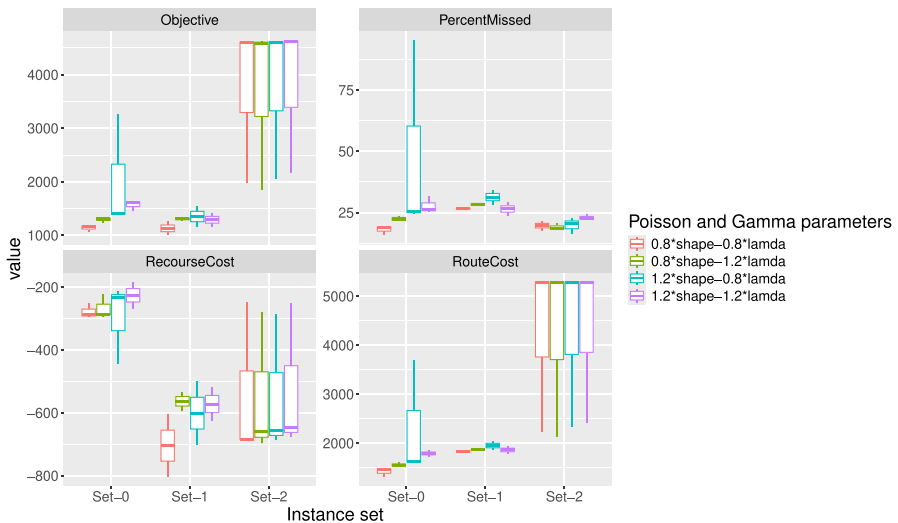 Objective
PercentMissed
4000
3000
2000
1000
75
50
25
value
RecourseCost
RouteCost
−200
−400
−600
−800
5000
4000
3000
2000
Set−0
Set−1
Set−2
Set−0
Set−1
Set−2
Instance set
Poisson and Gamma parameters
0.8*shape−0.8*lamda
0.8*shape−1.2*lamda
1.2*shape−0.8*lamda
1.2*shape−1.2*lamda